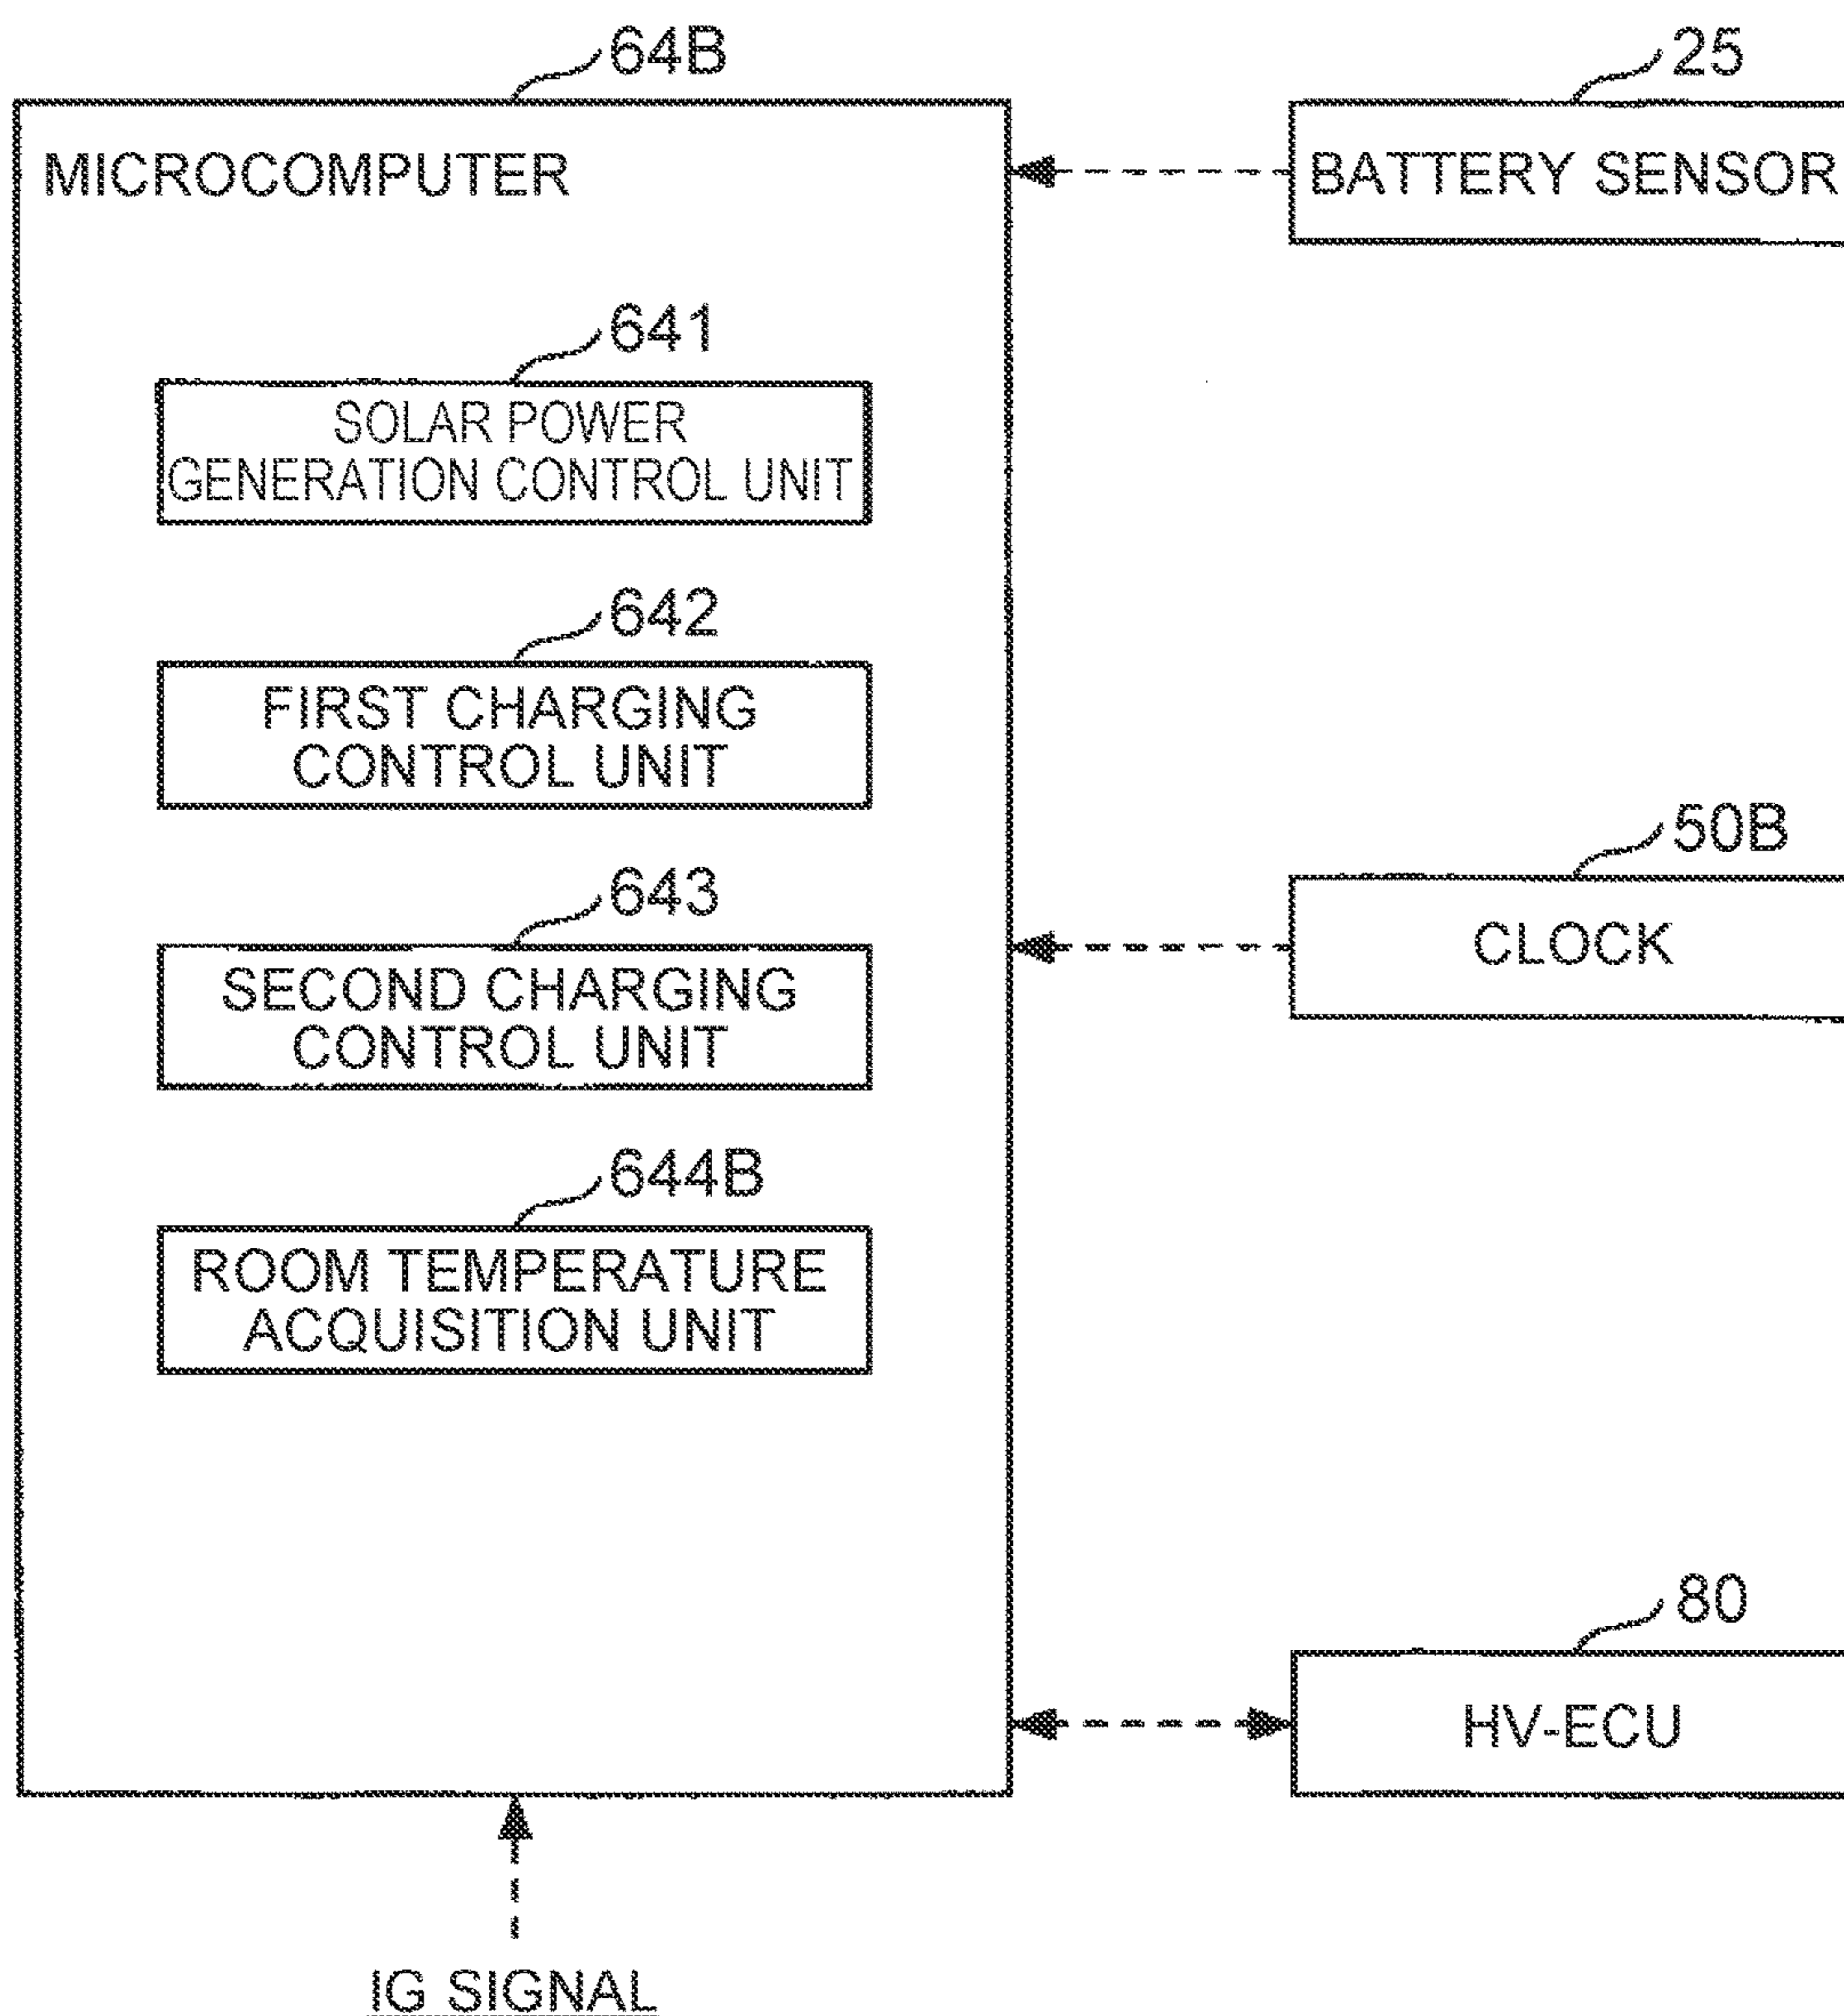 64B
25
MICROCOMPUTER
BATTERY SENSOR
641
SOLAR POWER
GENERATION CONTROL UNIT
642
FIRST CHARGING
CONTROL UNIT
50B
643
CLOCK
SECOND CHARGING
CONTROL UNIT
644B
ROOM TEMPERATURE
ACQUISITION UNIT
80
HV-ECU
IG SIGNAL